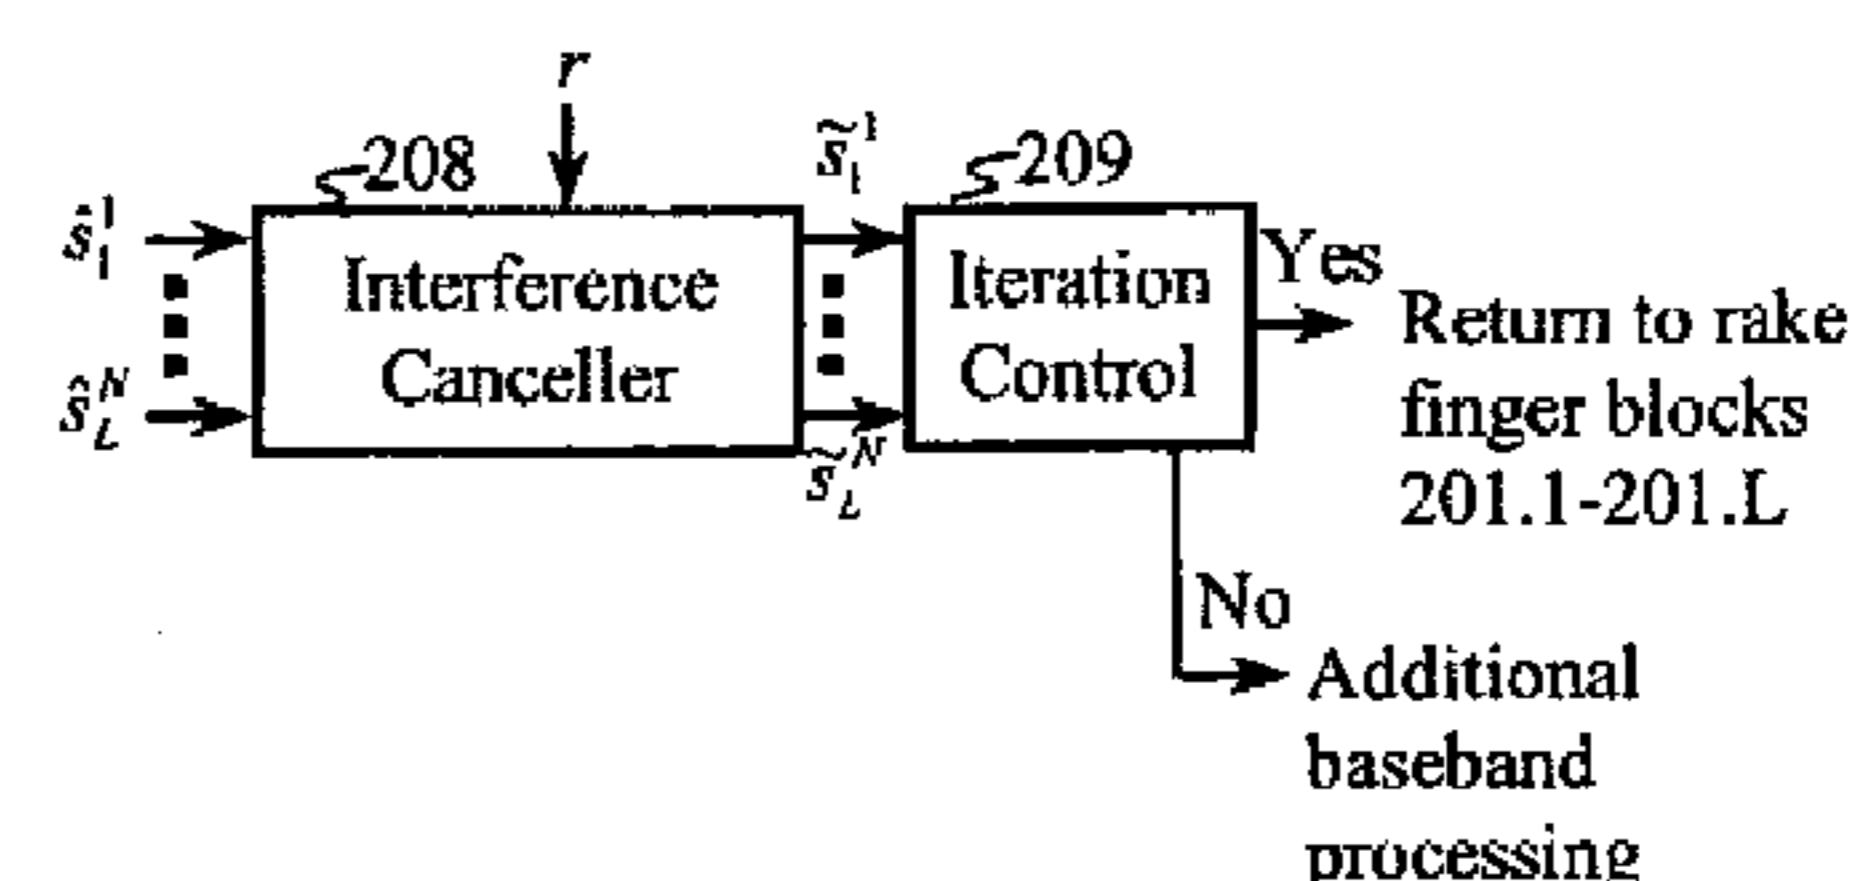 r
208
209
ŝ₁¹
s̃₁¹
Interference
Canceller
Iteration
Control
Yes
Return to rake
finger blocks
201.1-201.L
ŝ_L^N
s̃_L^N
No
Additional
baseband
processing